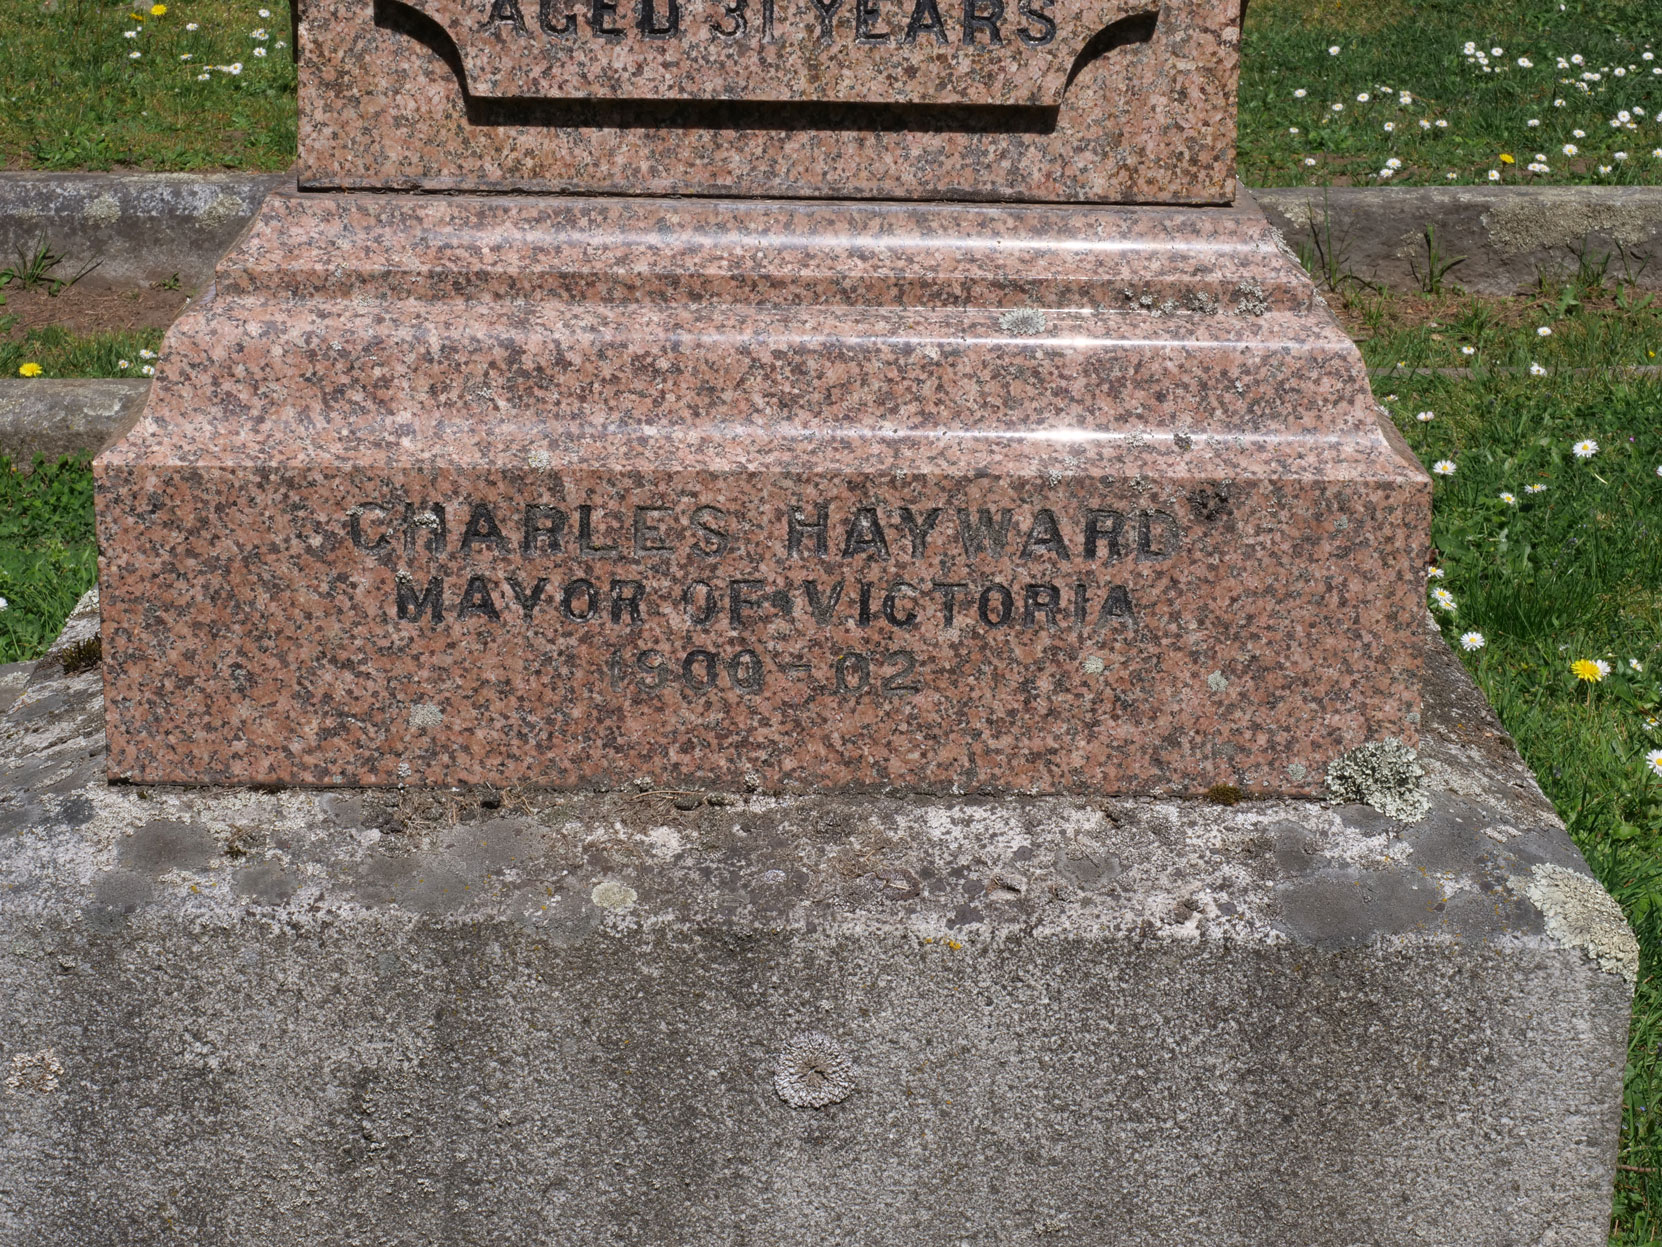 AGED 31 YEARS
CHARLES HAYWARD
MAYOR OF VICTORIA
1900-02